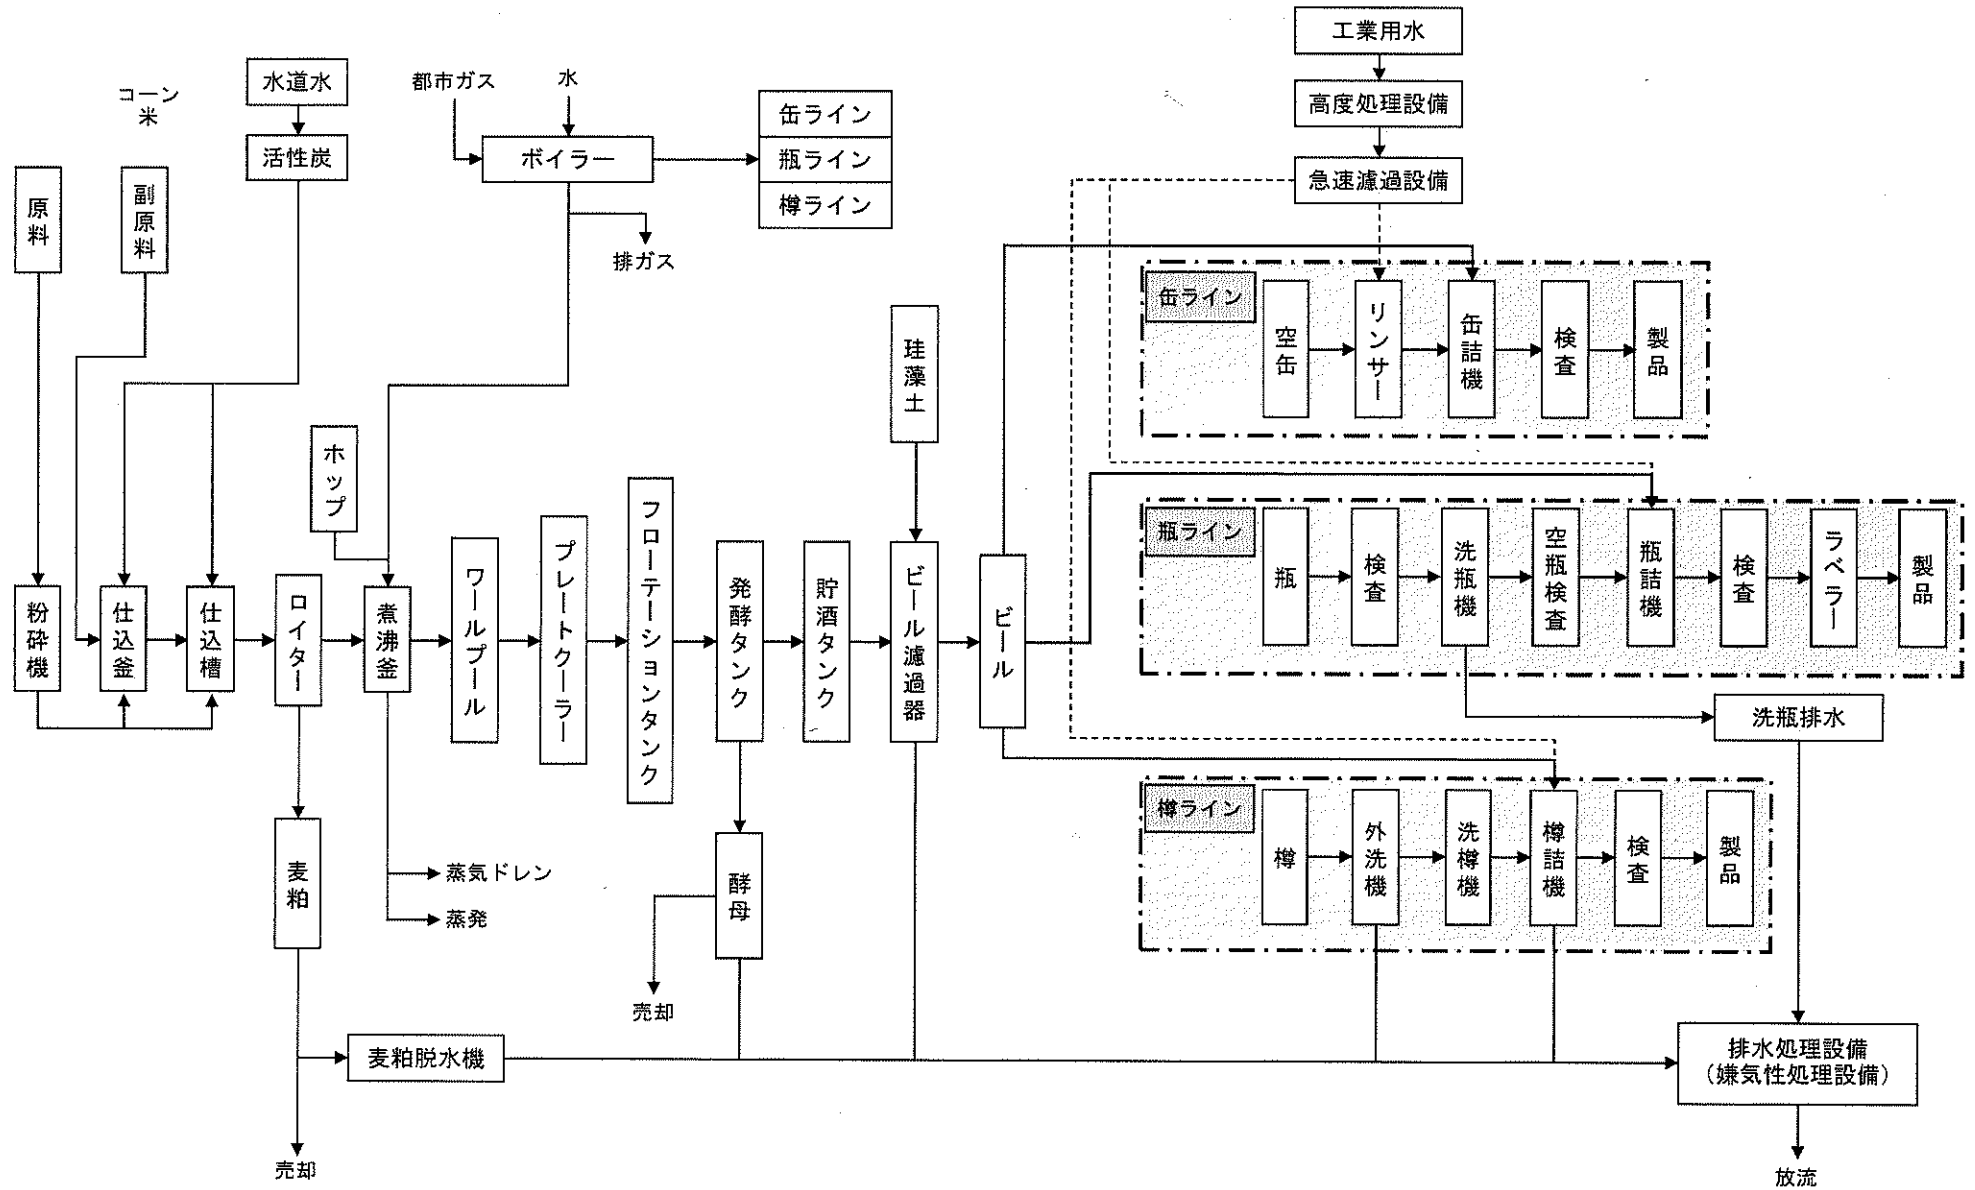 工業用水
高度処理設備
急速濾過設備
コーン
米
水道水
活性炭
都市ガス
水
ボイラー
缶ライン
瓶ライン
樽ライン
排ガス
原料
副原料
ホップ
珪藻土
粉砕機
仕込釜
仕込槽
ロイター
煮沸釜
ワールプール
プレートクーラー
フローテーションタンク
発酵タンク
貯酒タンク
ビール濾過器
ビール
缶ライン
空缶
リンサー
缶詰機
検査
製品
瓶ライン
瓶
検査
洗瓶機
空瓶検査
瓶詰機
検査
ラベラー
製品
洗瓶排水
樽ライン
樽
外洗機
洗樽機
樽詰機
検査
製品
麦粕
蒸気ドレン
蒸発
酵母
売却
麦粕脱水機
排水処理設備
（嫌気性処理設備）
売却
放流